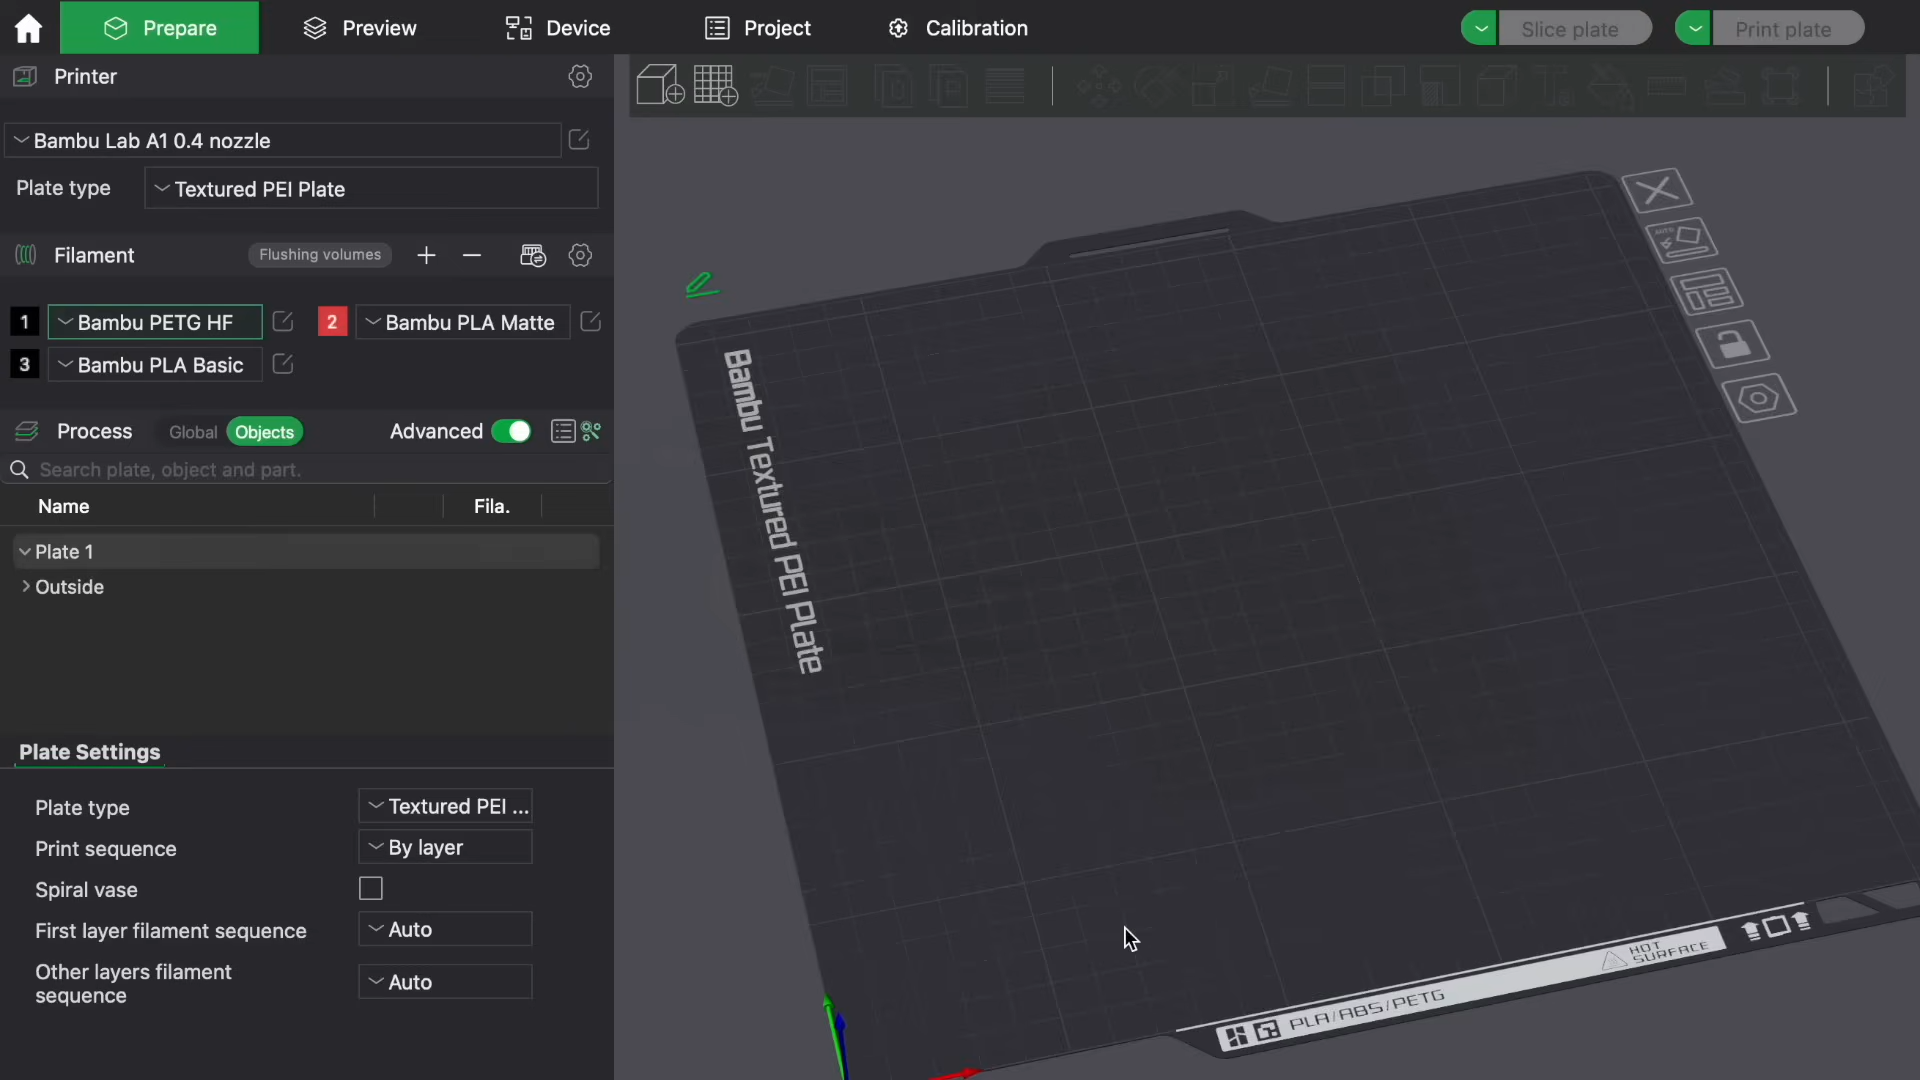 Prepare
Preview
Device
Project
Calibration
Slice plate
Print plate
Printer
Bambu Lab A1 0.4 nozzle
Plate type
Textured PEI Plate
Filament
Flushing volumes
1 Bambu PETG HF
2 Bambu PLA Matte
3 Bambu PLA Basic
Process
Global
Objects
Advanced
Search plate, object and part.
Name
Fila.
Plate 1
Outside
Plate Settings
Plate type
Textured PEI ...
Print sequence
By layer
Spiral vase
First layer filament sequence
Auto
Other layers filament
sequence
Auto
Bambu Textured PEI Plate
AUTO
PLA/ABS/PETG
HOT
SURFACE